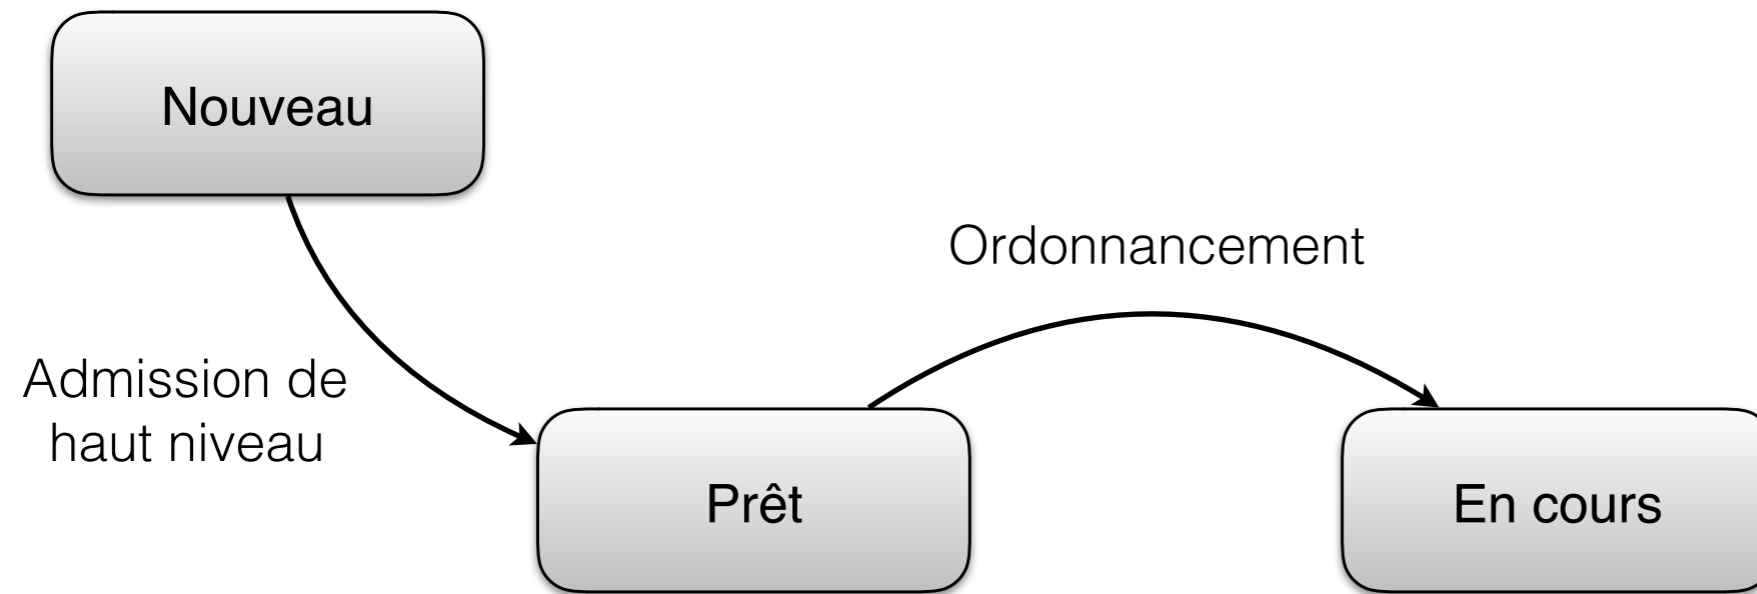 Nouveau
Ordonnancement
Admission de
haut niveau
Prêt
En cours